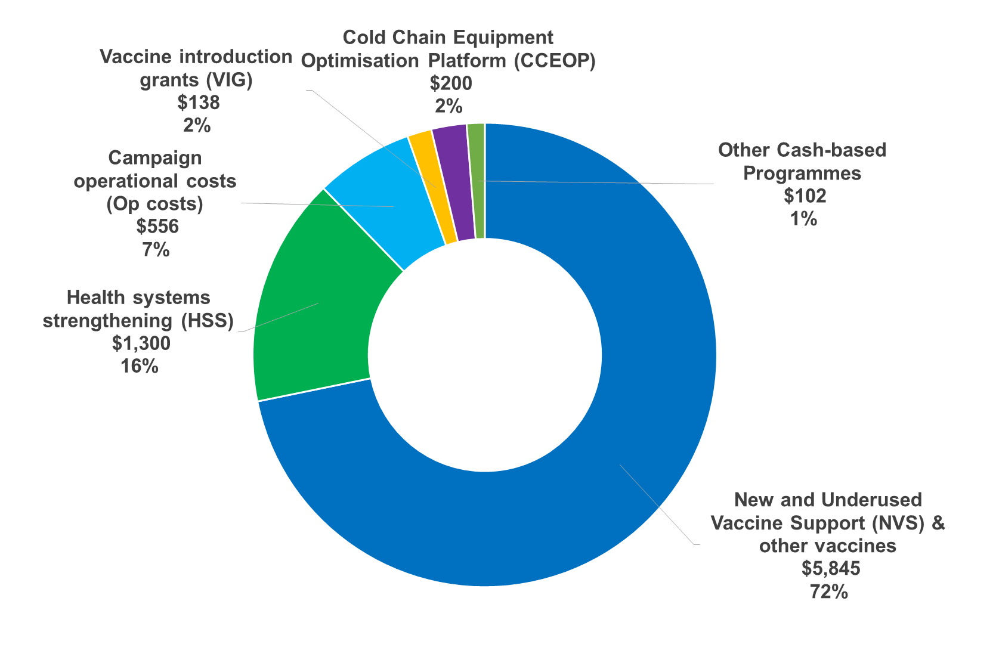 Cold Chain Equipment
Optimisation Platform (CCEOP)
$200
2%
Vaccine introduction
grants (VIG)
$138
2%
Campaign
operational costs
(Op costs)
$556
7%
Health systems
strengthening (HSS)
$1,300
16%
Other Cash-based
Programmes
$102
1%
New and Underused
Vaccine Support (NVS) &
other vaccines
$5,845
72%